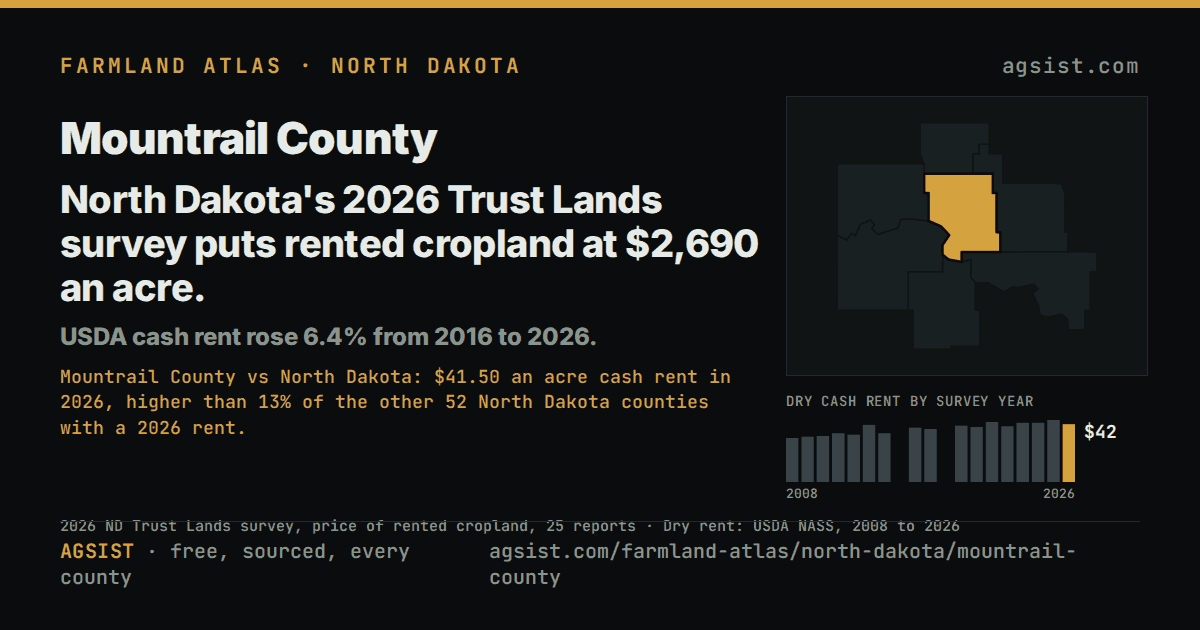 FARMLAND ATLAS · NORTH DAKOTA
agsist.com
Mountrail County
North Dakota's 2026 Trust Lands
survey puts rented cropland at $2,690
an acre.
USDA cash rent rose 6.4% from 2016 to 2026.
Mountrail County vs North Dakota: $41.50 an acre cash rent in
2026, higher than 13% of the other 52 North Dakota counties
with a 2026 rent.
DRY CASH RENT BY SURVEY YEAR
$42
2008
2026
2026 ND Trust Lands survey, price of rented cropland, 25 reports · Dry rent: USDA NASS, 2008 to 2026
AGSIST · free, sourced, every
county
agsist.com/farmland-atlas/north-dakota/mountrail-
county